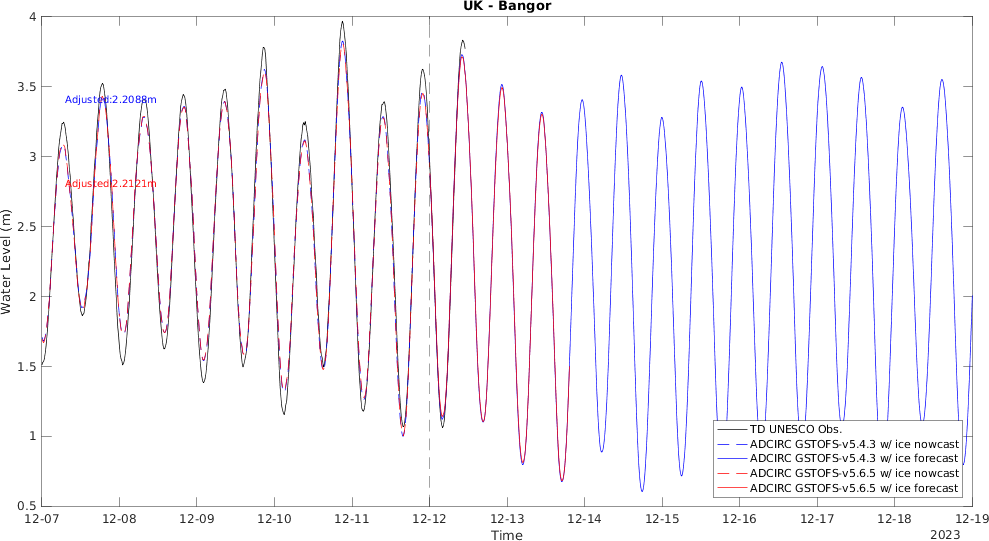 UK - Bangor
Water Level (m)
4
3.5
3
2.5
2
1.5
1
0.5
Adjusted:2.2088m
Adjusted:2.2121m
TD UNESCO Obs.
ADCIRC GSTOFS-v5.4.3 w/ ice nowcast
ADCIRC GSTOFS-v5.4.3 w/ ice forecast
ADCIRC GSTOFS-v5.6.5 w/ ice nowcast
ADCIRC GSTOFS-v5.6.5 w/ ice forecast
12-07 12-08 12-09 12-10 12-11 12-12 12-13 12-14 12-15 12-16 12-17 12-18 12-19
Time
2023